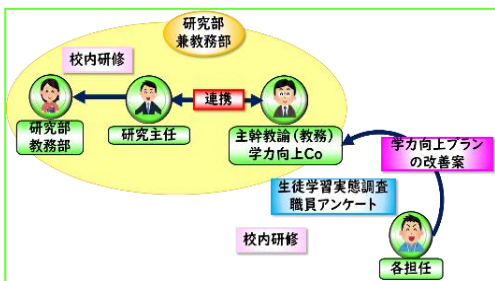 研究部
兼教務部
校内研修
連携
研究部
教務部
研究主任
主幹教諭(教務)
学力向上Co
学力向上プラン
の改善案
生徒学習実態調査
職員アンケート
校内研修
各担任